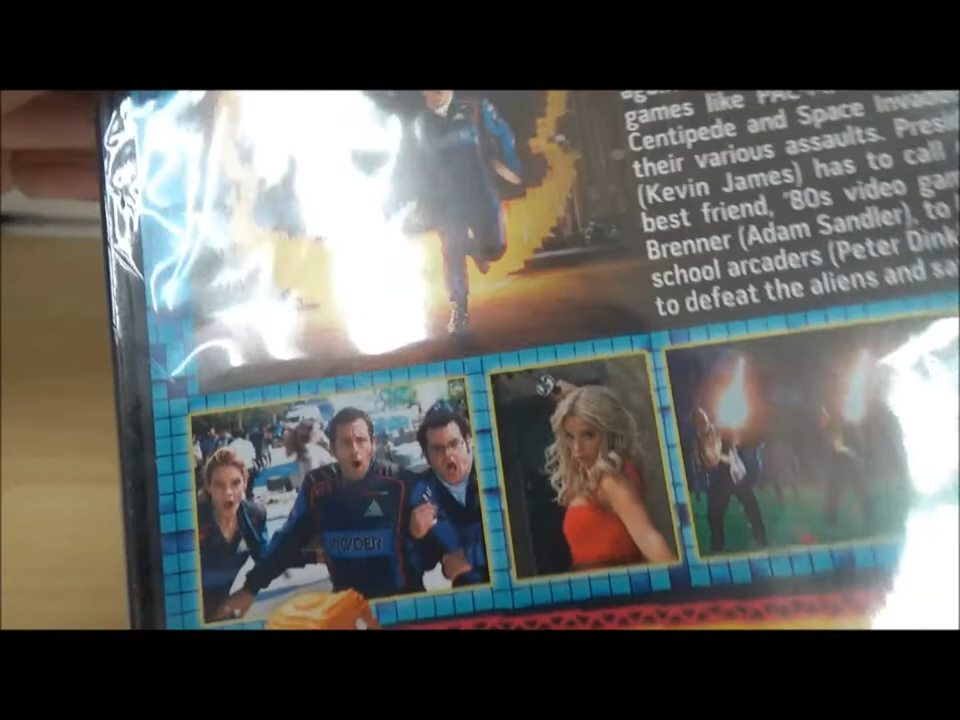 games like PAC-
Centipede and Space Invade
their various assaults. Presi
(Kevin James) has to call
best friend, '80s video gam
Brenner (Adam Sandler), to
school arcaders (Peter Dink
to defeat the aliens and sa